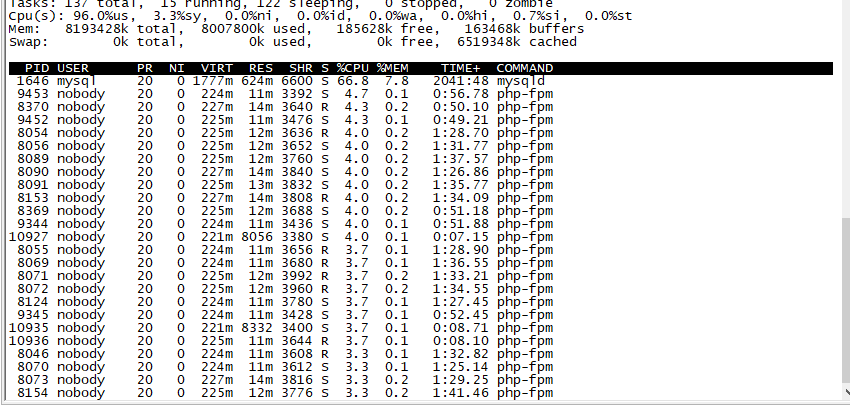 Tasks: 137 total,  15 running, 122 sleeping,   0 stopped,   0 zombie
Cpu(s): 96.0%us,  3.3%sy,  0.0%ni,  0.0%id,  0.0%wa,  0.0%hi,  0.7%si,  0.0%st
Mem:   8193428k total,  8007800k used,   185628k free,   163468k buffers
Swap:        0k total,        0k used,        0k free,  6519348k cached
PID USER      PR  NI  VIRT  RES  SHR S %CPU %MEM    TIME+  COMMAND
1646 mysql     20   0 1777m 624m 6600 S 66.8  7.8   2041:48 mysqld
9453 nobody    20   0  224m  11m 3392 S  4.7  0.1   0:56.78 php-fpm
8370 nobody    20   0  227m  14m 3640 R  4.3  0.2   0:50.10 php-fpm
9452 nobody    20   0  225m  11m 3476 S  4.3  0.1   0:49.21 php-fpm
8054 nobody    20   0  225m  12m 3636 R  4.0  0.2   1:28.70 php-fpm
8056 nobody    20   0  225m  12m 3652 S  4.0  0.2   1:31.77 php-fpm
8089 nobody    20   0  225m  12m 3760 S  4.0  0.2   1:37.57 php-fpm
8090 nobody    20   0  227m  14m 3840 S  4.0  0.2   1:26.86 php-fpm
8091 nobody    20   0  225m  13m 3832 S  4.0  0.2   1:35.77 php-fpm
8153 nobody    20   0  227m  14m 3808 R  4.0  0.2   1:34.09 php-fpm
8369 nobody    20   0  225m  12m 3688 S  4.0  0.2   0:51.18 php-fpm
9344 nobody    20   0  224m  11m 3436 S  4.0  0.1   0:51.88 php-fpm
10927 nobody    20   0  221m 8056 3380 S  4.0  0.1   0:07.15 php-fpm
8055 nobody    20   0  224m  11m 3656 R  3.7  0.1   1:28.90 php-fpm
8069 nobody    20   0  224m  11m 3680 R  3.7  0.1   1:36.55 php-fpm
8071 nobody    20   0  225m  12m 3992 R  3.7  0.2   1:33.21 php-fpm
8072 nobody    20   0  225m  12m 3960 R  3.7  0.2   1:34.55 php-fpm
8124 nobody    20   0  224m  11m 3780 S  3.7  0.1   1:27.45 php-fpm
9345 nobody    20   0  224m  11m 3428 S  3.7  0.1   0:52.45 php-fpm
10935 nobody    20   0  221m 8332 3400 S  3.7  0.1   0:08.71 php-fpm
10936 nobody    20   0  225m  11m 3644 R  3.7  0.1   0:08.10 php-fpm
8046 nobody    20   0  224m  11m 3608 R  3.3  0.1   1:32.82 php-fpm
8070 nobody    20   0  224m  11m 3612 S  3.3  0.1   1:25.14 php-fpm
8073 nobody    20   0  227m  14m 3816 S  3.3  0.2   1:29.25 php-fpm
8154 nobody    20   0  225m  12m 3776 S  3.3  0.2   1:41.46 php-fpm